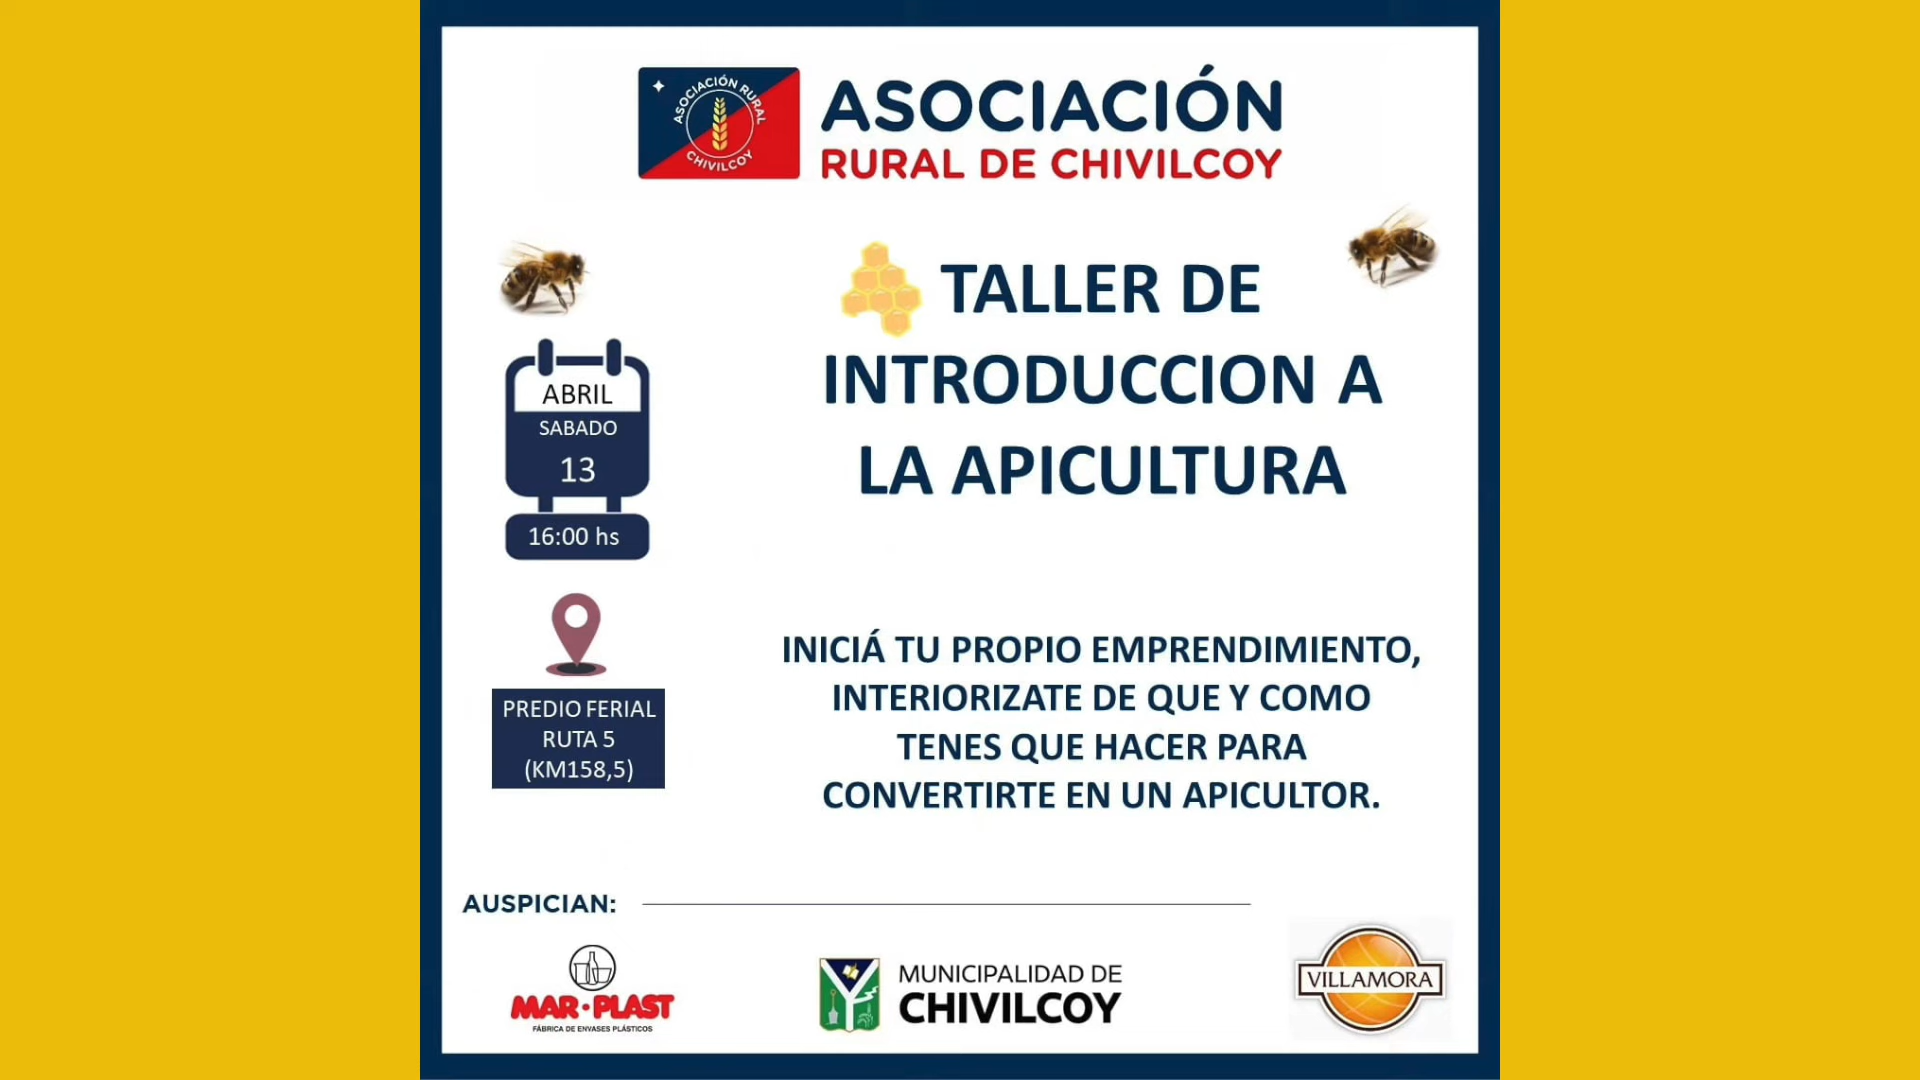 ASOCIACIÓN RURAL
CHIVILCOY
ASOCIACIÓN
RURAL DE CHIVILCOY
TALLER DE
INTRODUCCION A
LA APICULTURA
ABRIL
SABADO
13
16:00 hs
PREDIO FERIAL
RUTA 5
(KM158,5)
INICIÁ TU PROPIO EMPRENDIMIENTO,
INTERIORIZATE DE QUE Y COMO
TENES QUE HACER PARA
CONVERTIRTE EN UN APICULTOR.
AUSPICIAN:
MAR·PLAST
FÁBRICA DE ENVASES PLÁSTICOS
MUNICIPALIDAD DE
CHIVILCOY
VILLAMORA